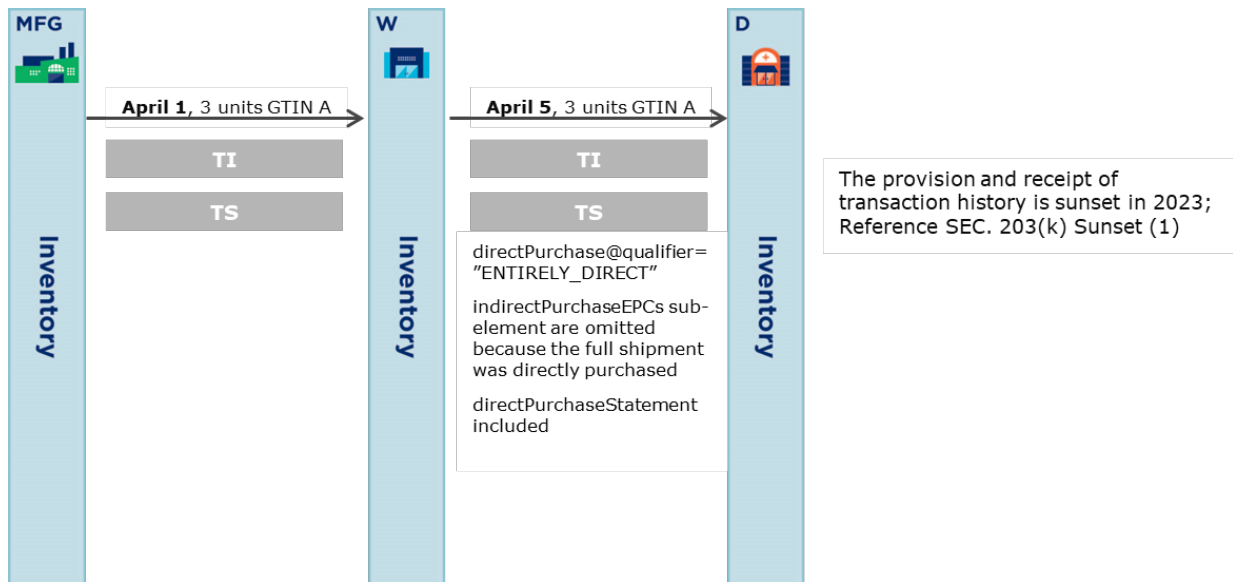 MFG
W
D
April 1, 3 units GTIN A
April 5, 3 units GTIN A
TI
TI
TS
TS
The provision and receipt of
transaction history is sunset in 2023;
Reference SEC. 203(k) Sunset (1)
directPurchase@qualifier=
”ENTIRELY_DIRECT”
indirectPurchaseEPCs sub-
element are omitted
because the full shipment
was directly purchased
directPurchaseStatement
included
Inventory
Inventory
Inventory